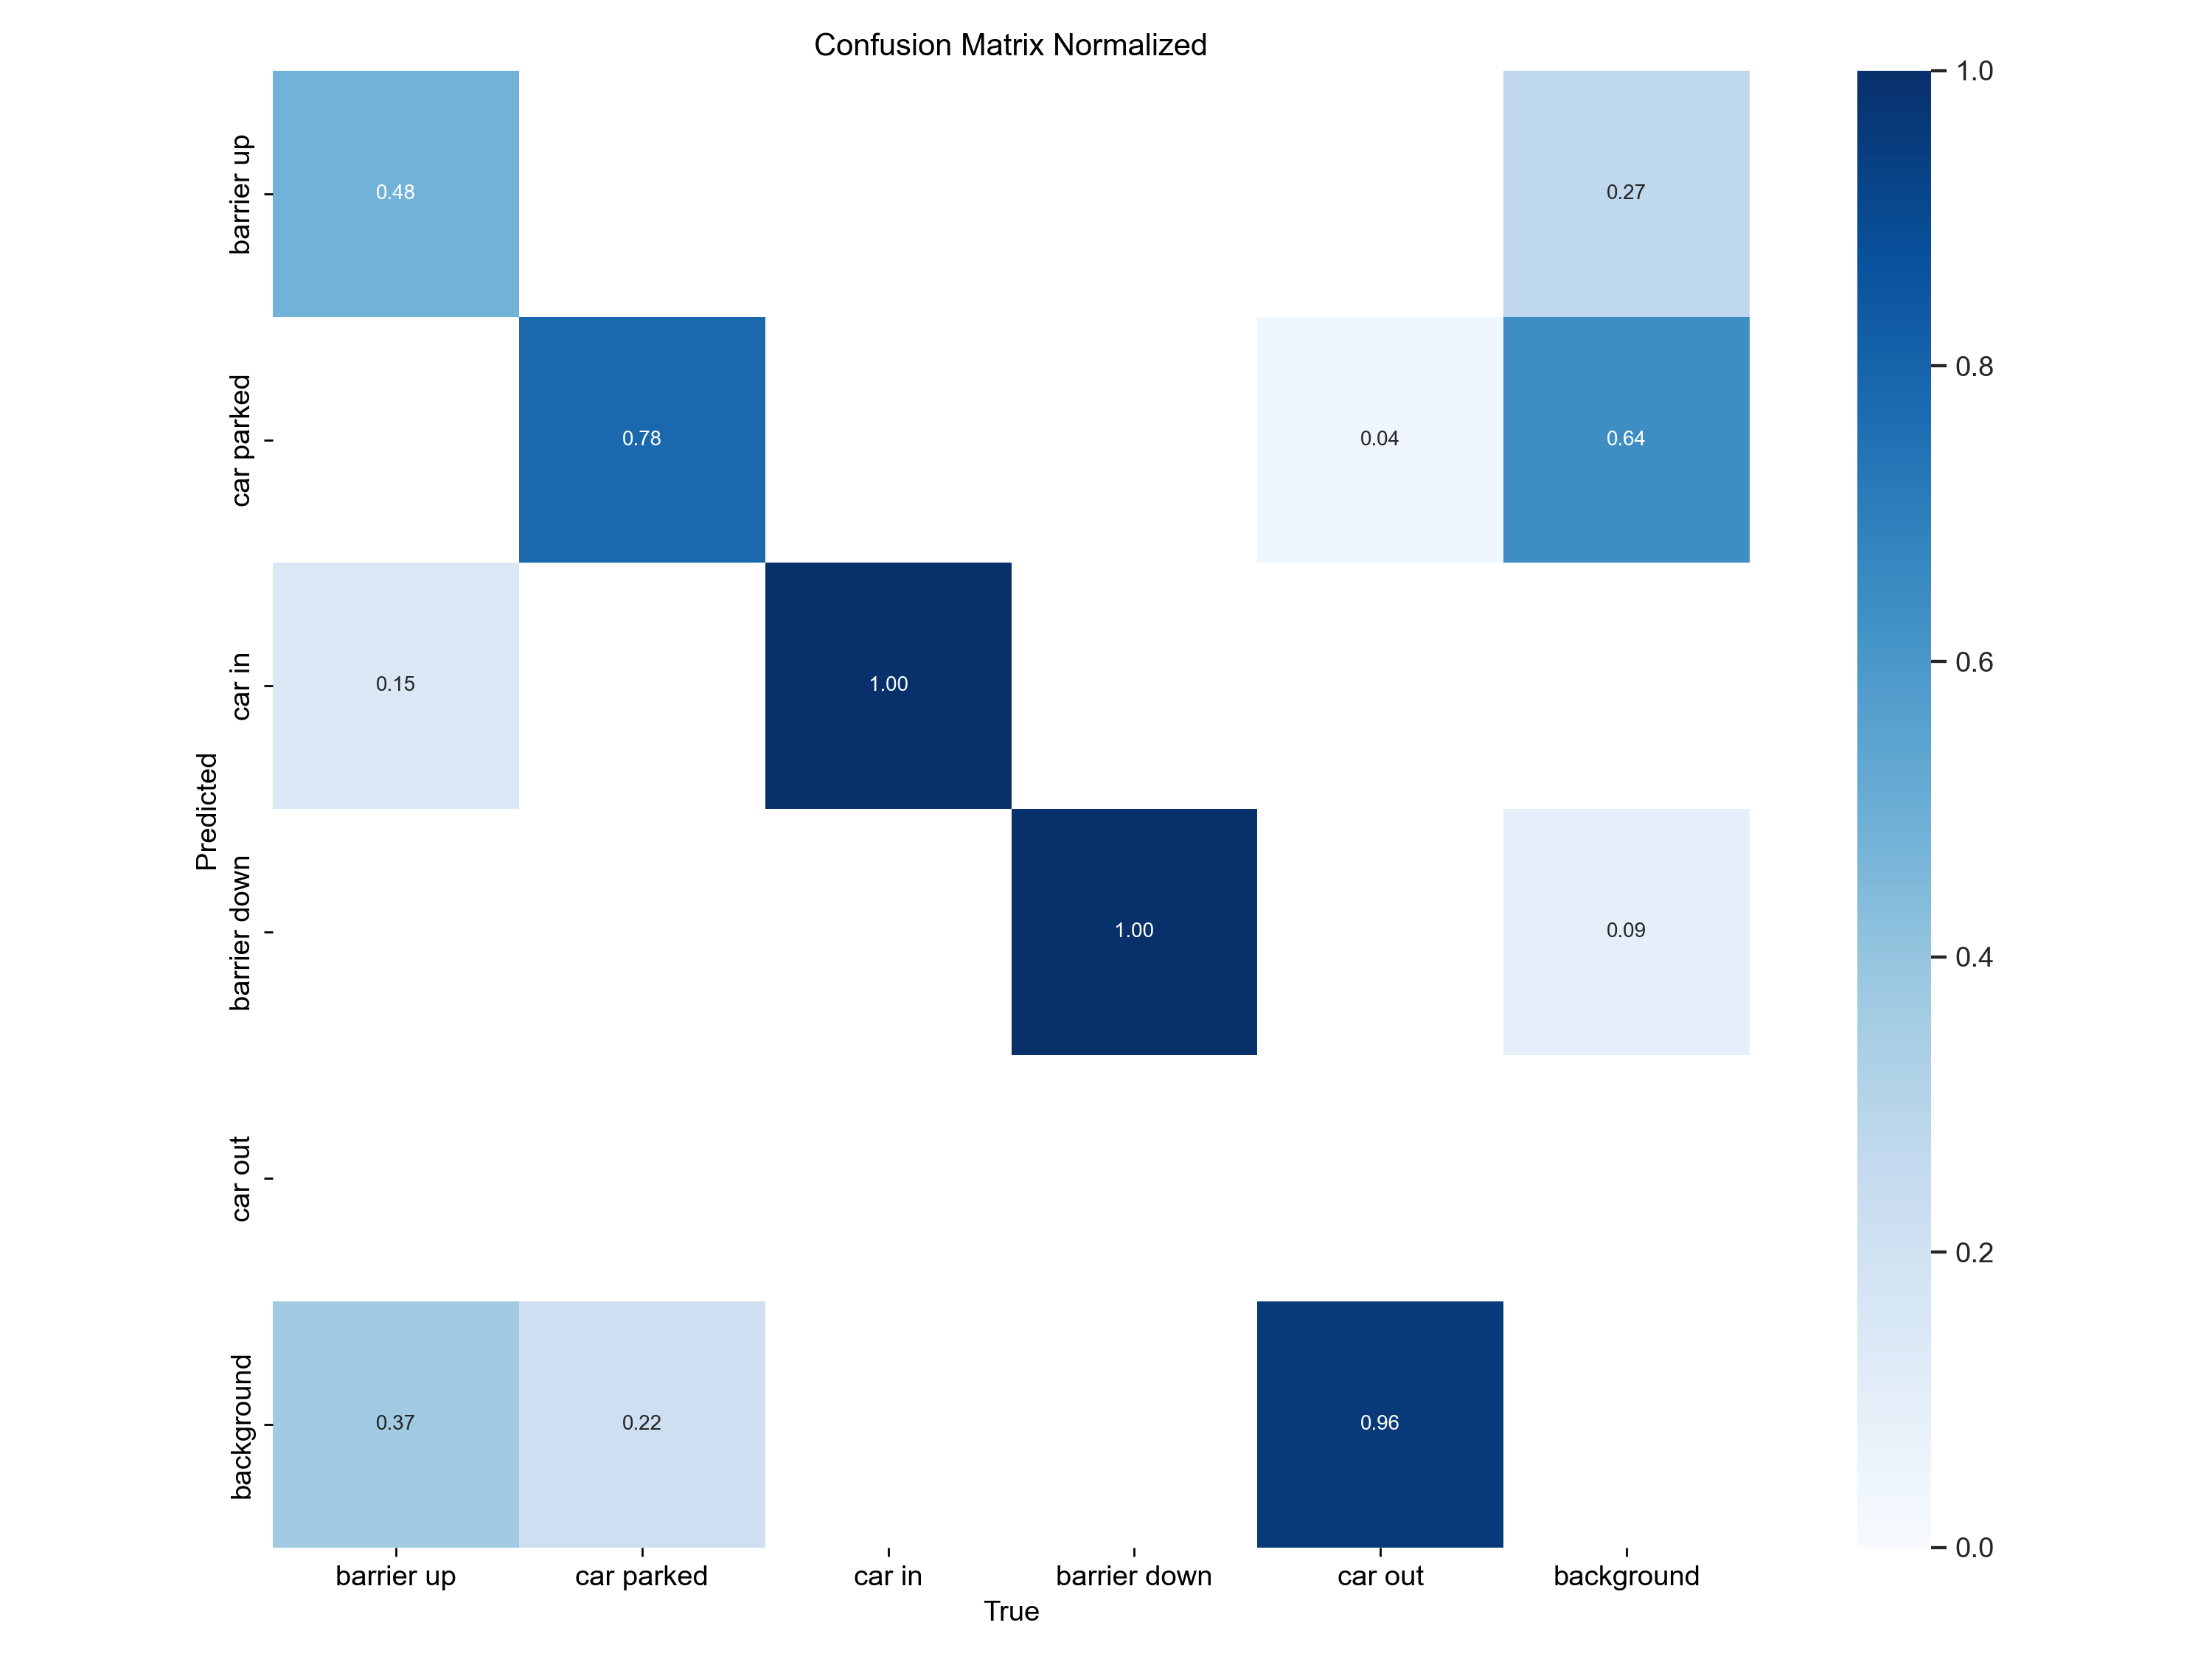 Confusion Matrix Normalized
1.0
barrier up
0.48
0.27
0.8
car parked
0.78
0.04
0.64
0.6
car in
0.15
1.00
Predicted
barrier down
1.00
0.09
0.4
car out
0.2
background
0.37
0.22
0.96
0.0
barrier up
car parked
car in
barrier down
car out
background
True